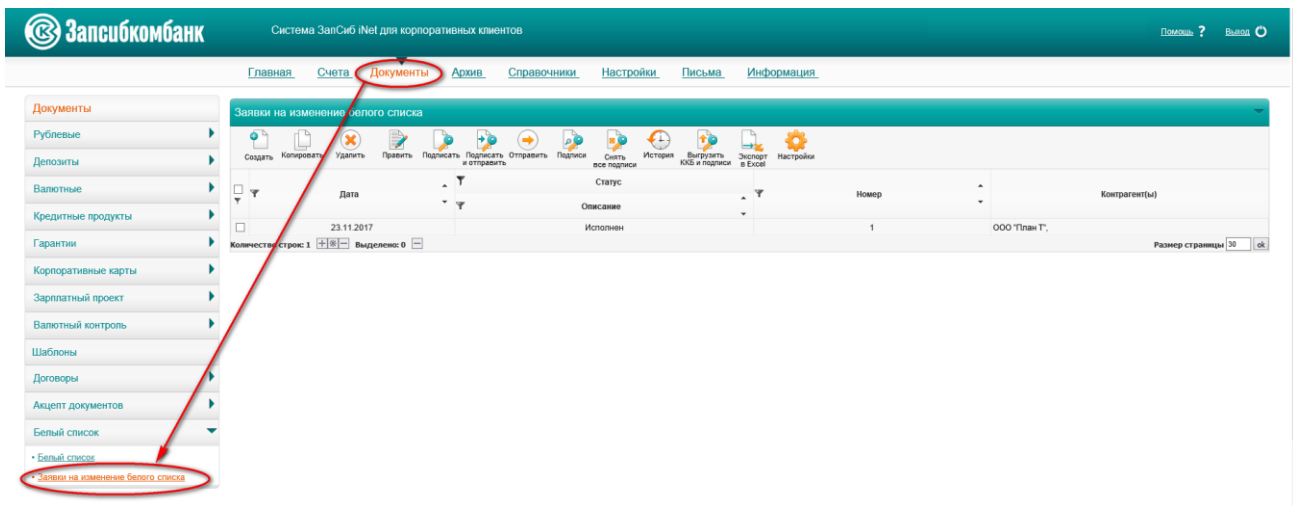 Запсибкомбанк
Система ЗапСиб iNet для корпоративных клиентов
Помощь ? Выход
Главная Счета Документы Архив Справочники Настройки Письма Информация
Документы
Рублевые
Депозиты
Валютные
Кредитные продукты
Гарантии
Корпоративные карты
Зарплатный проект
Валютный контроль
Шаблоны
Договоры
Акцепт документов
Белый список
• Белый список
• Заявки на изменение белого списка
Заявки на изменение белого списка
Создать Копировать Удалить Править Подписать Подписать и отправить Отправить Подписи Снять все подписи История Выгрузить ККБ и подписи Экспорт в Excel Настройки
Дата Статус Номер Контрагент(ы)
Описание
23.11.2017 Исполнен 1 ООО "План Т",
Количество строк: 1 Выделено: 0 Размер страницы 30 ok